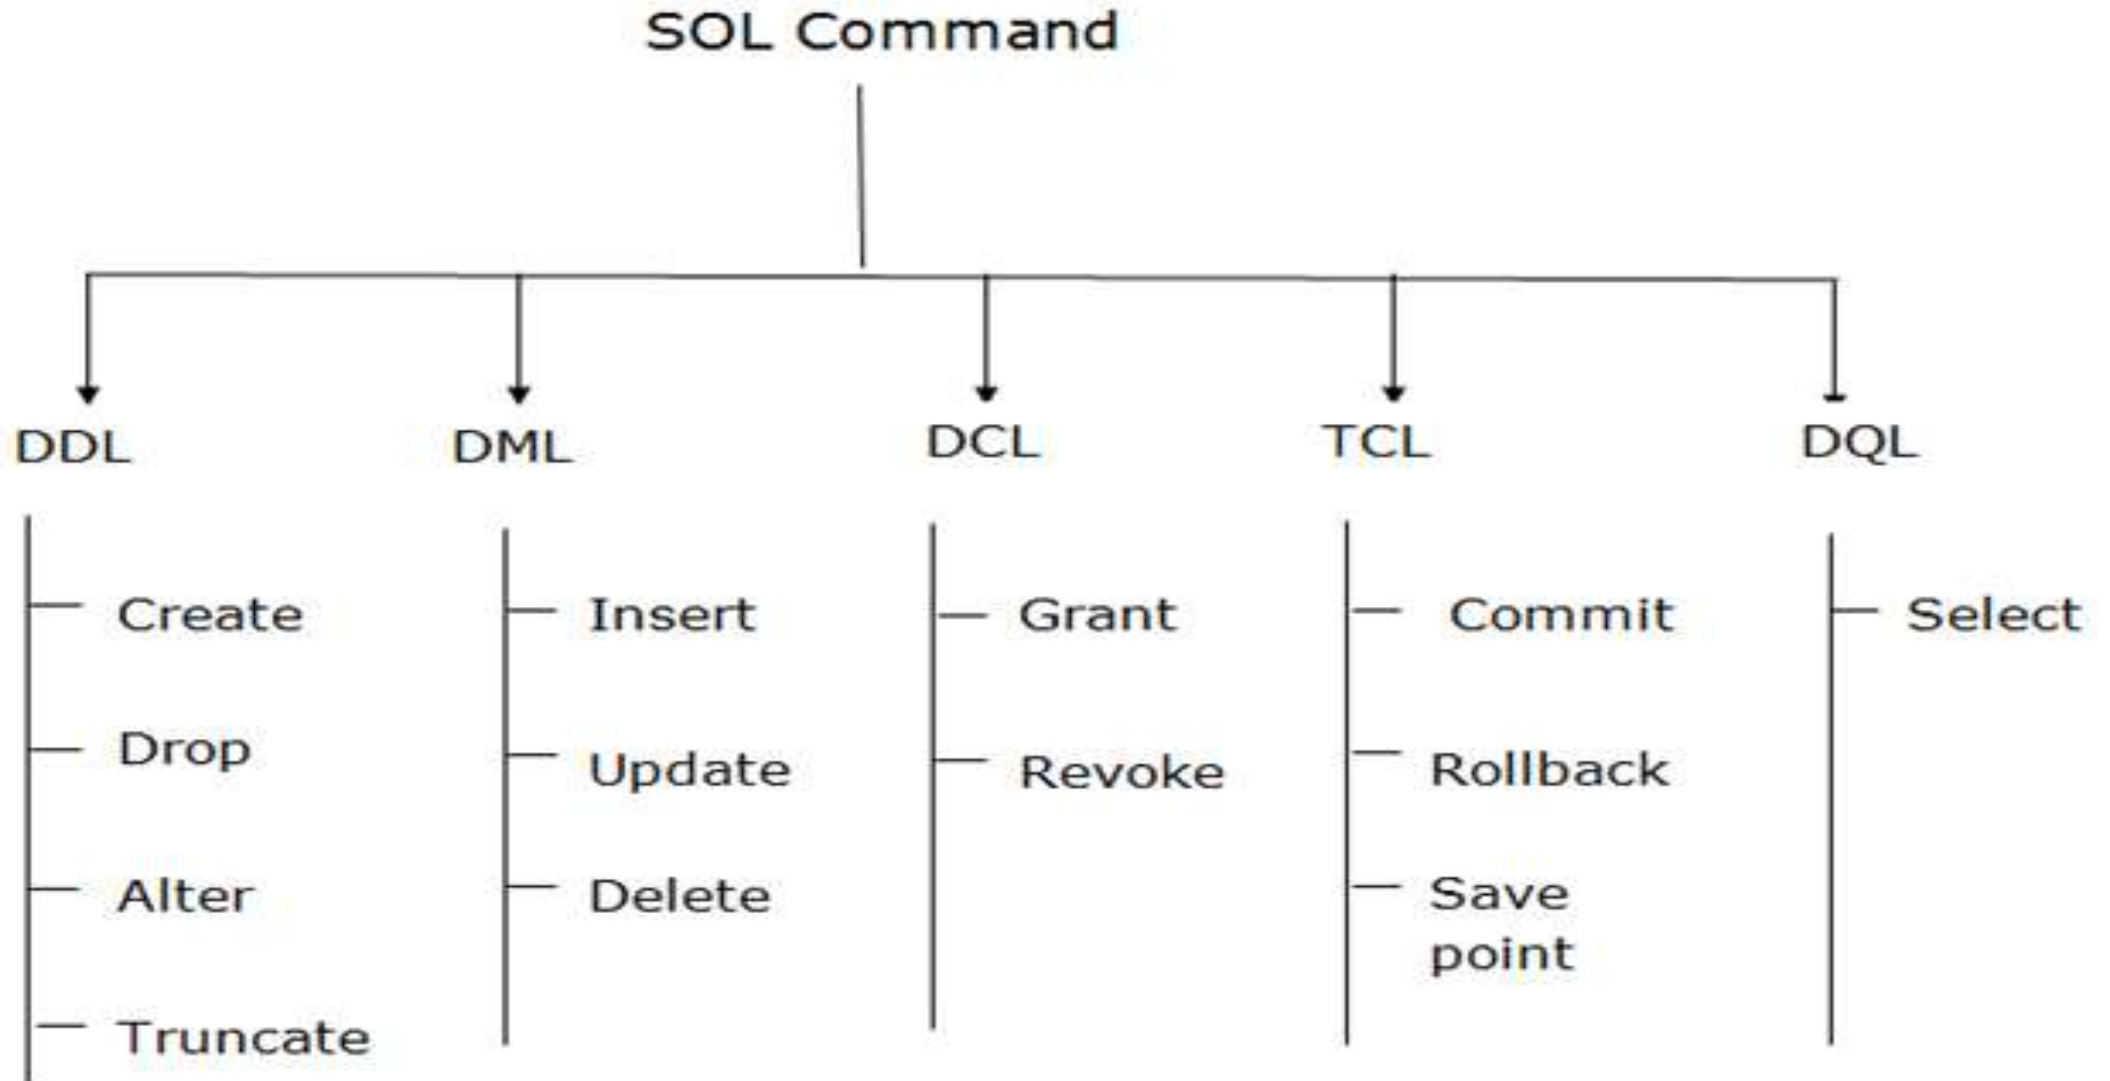 SOL Command
DDL
DML
DCL
TCL
DQL
Create
Insert
Grant
Commit
Select
Drop
Update
Revoke
Rollback
Alter
Delete
Save
point
Truncate